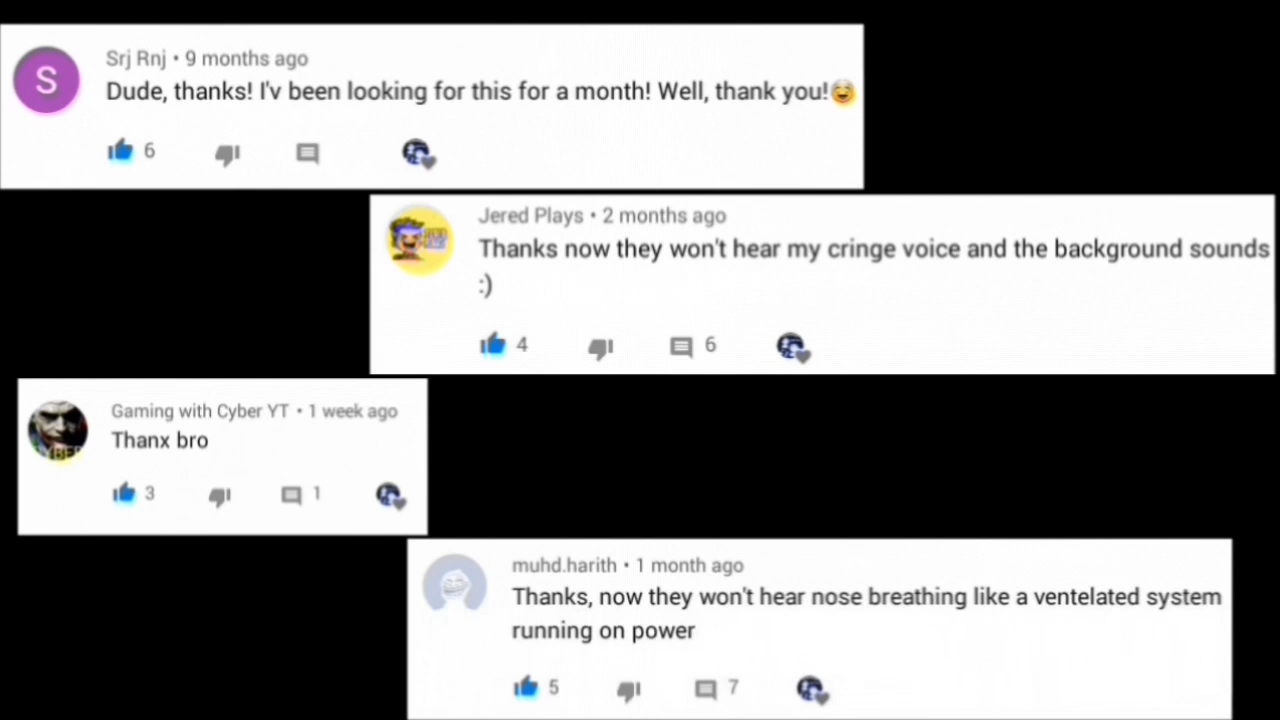 S
Srj Rnj • 9 months ago
Dude, thanks! I'v been looking for this for a month! Well, thank you!😂
6
Jered Plays • 2 months ago
Thanks now they won't hear my cringe voice and the background sounds
:)
4 6
Gaming with Cyber YT • 1 week ago
Thanx bro
3 1
muhd.harith • 1 month ago
Thanks, now they won't hear nose breathing like a ventelated system
running on power
5 7